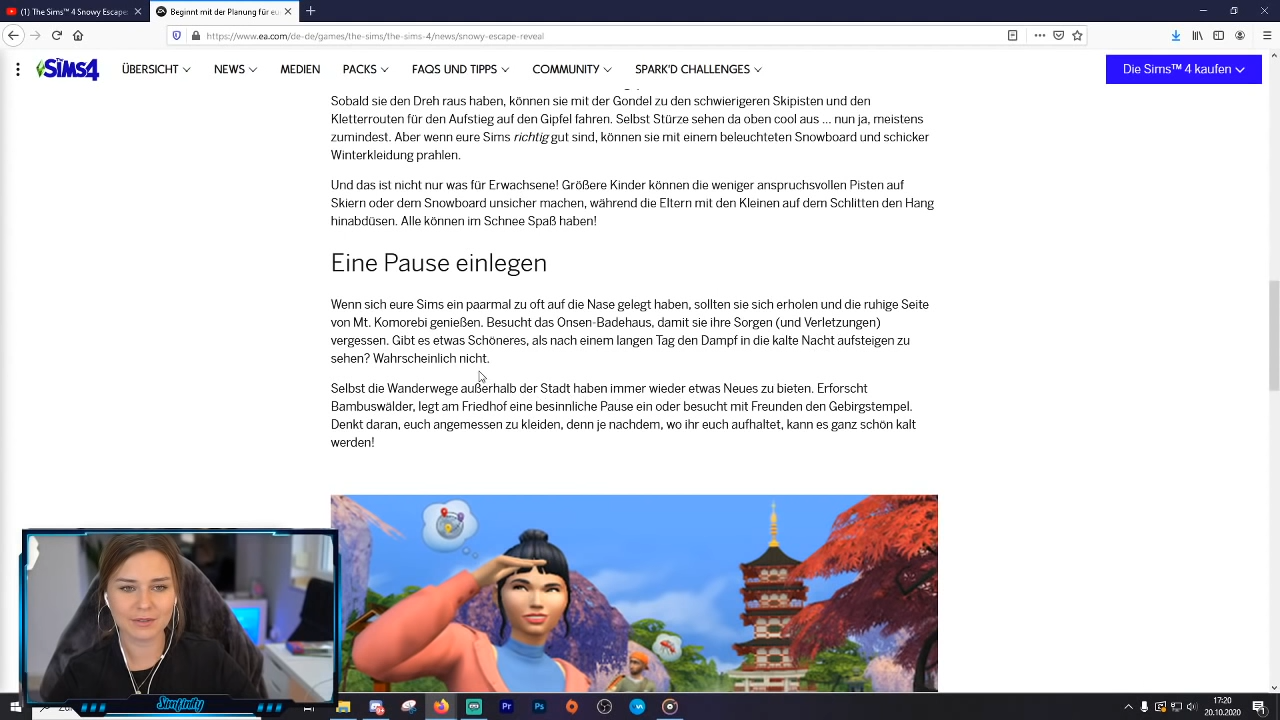 (1) The Sims™ 4 Snowy Escape
Beginnt mit der Planung für eu
https://www.ea.com/de-de/games/the-sims/the-sims-4/news/snowy-escape-reveal
The SIMS4
ÜBERSICHT
NEWS
MEDIEN
PACKS
FAQS UND TIPPS
COMMUNITY
SPARK'D CHALLENGES
Die Sims™ 4 kaufen
Sobald sie den Dreh raus haben, können sie mit der Gondel zu den schwierigeren Skipisten und den
Kletterrouten für den Aufstieg auf den Gipfel fahren. Selbst Stürze sehen da oben cool aus ... nun ja, meistens
zumindest. Aber wenn eure Sims richtig gut sind, können sie mit einem beleuchteten Snowboard und schicker
Winterkleidung prahlen.
Und das ist nicht nur was für Erwachsene! Größere Kinder können die weniger anspruchsvollen Pisten auf
Skiern oder dem Snowboard unsicher machen, während die Eltern mit den Kleinen auf dem Schlitten den Hang
hinabdüsen. Alle können im Schnee Spaß haben!
Eine Pause einlegen
Wenn sich eure Sims ein paarmal zu oft auf die Nase gelegt haben, sollten sie sich erholen und die ruhige Seite
von Mt. Komorebi genießen. Besucht das Onsen-Badehaus, damit sie ihre Sorgen (und Verletzungen)
vergessen. Gibt es etwas Schöneres, als nach einem langen Tag den Dampf in die kalte Nacht aufsteigen zu
sehen? Wahrscheinlich nicht.
Selbst die Wanderwege außerhalb der Stadt haben immer wieder etwas Neues zu bieten. Erforscht
Bambuswälder, legt am Friedhof eine besinnliche Pause ein oder besucht mit Freunden den Gebirgstempel.
Denkt daran, euch angemessen zu kleiden, denn je nachdem, wo ihr euch aufhaltet, kann es ganz schön kalt
werden!
Simfinity
Pr
Ps
17:20
20.10.2020